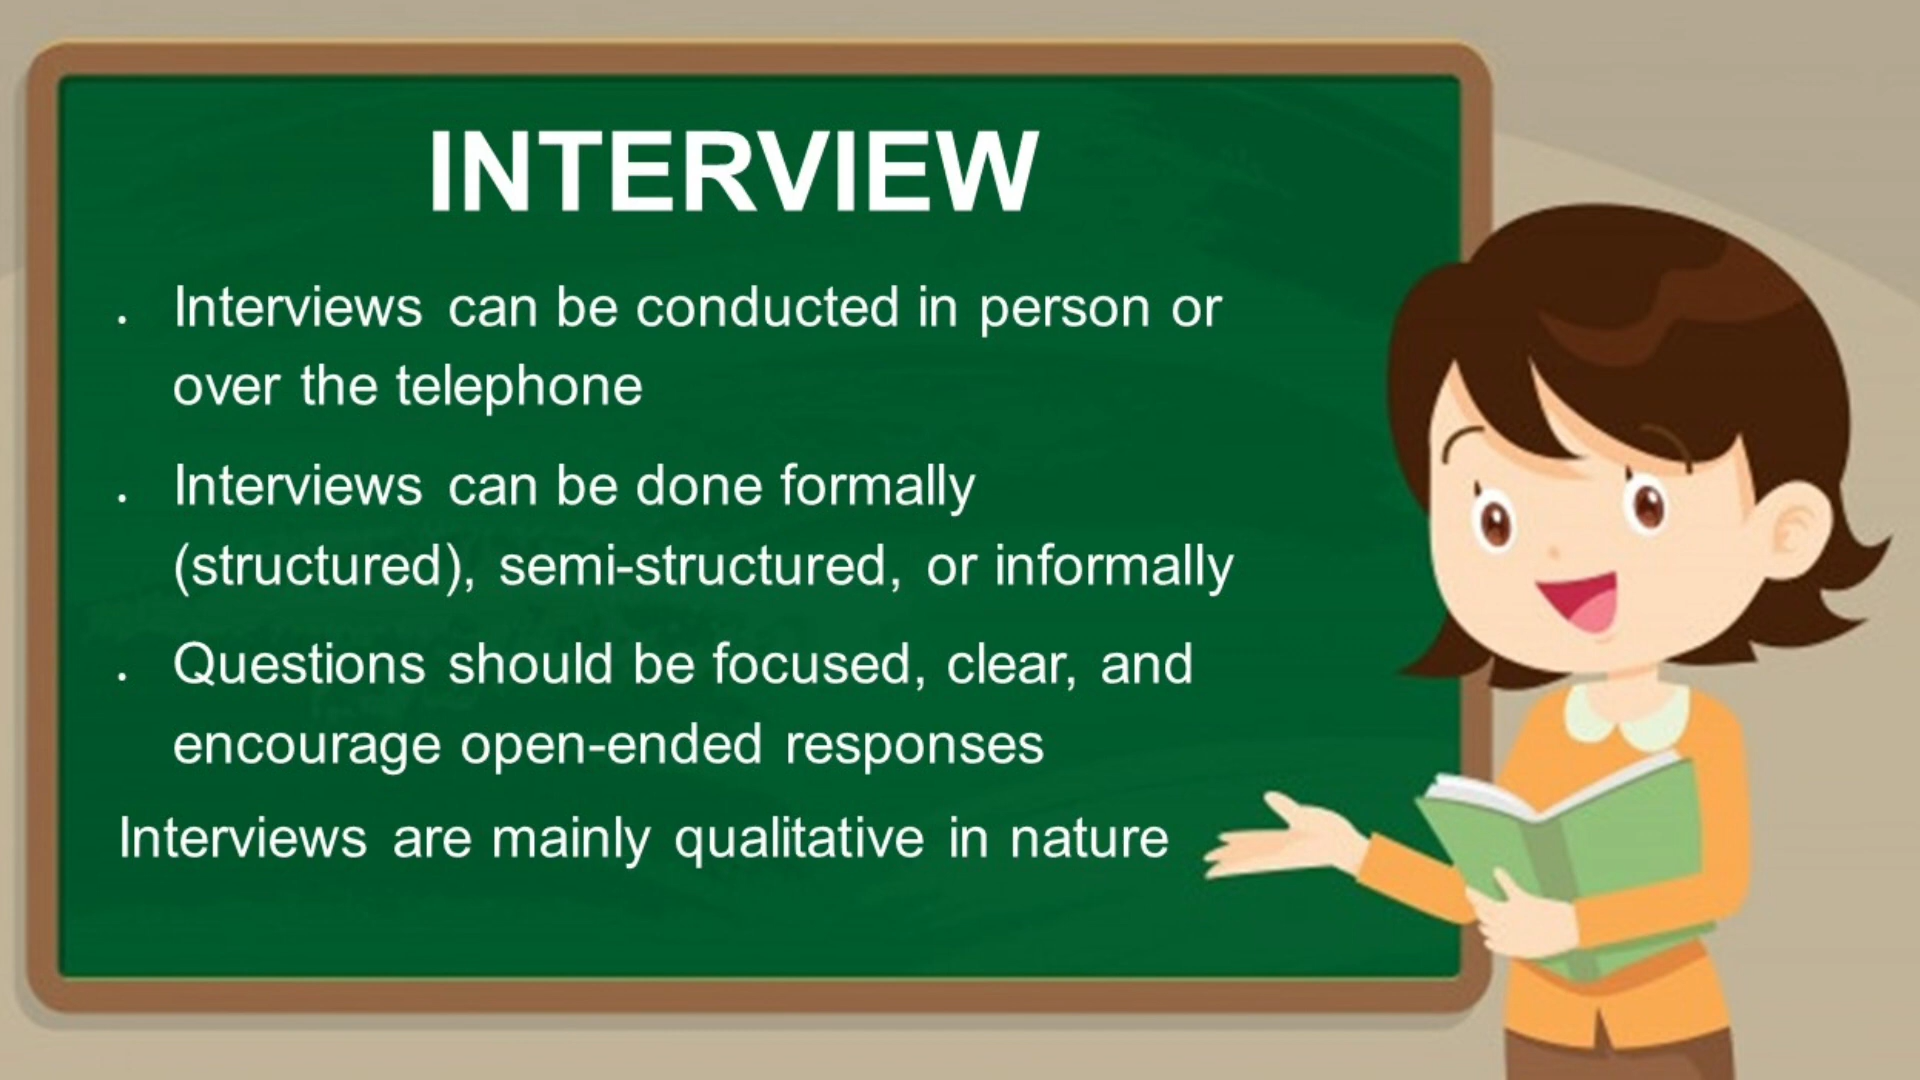 INTERVIEW
. Interviews can be conducted in person or
over the telephone
. Interviews can be done formally
(structured), semi-structured, or informally
. Questions should be focused, clear, and
encourage open-ended responses
Interviews are mainly qualitative in nature